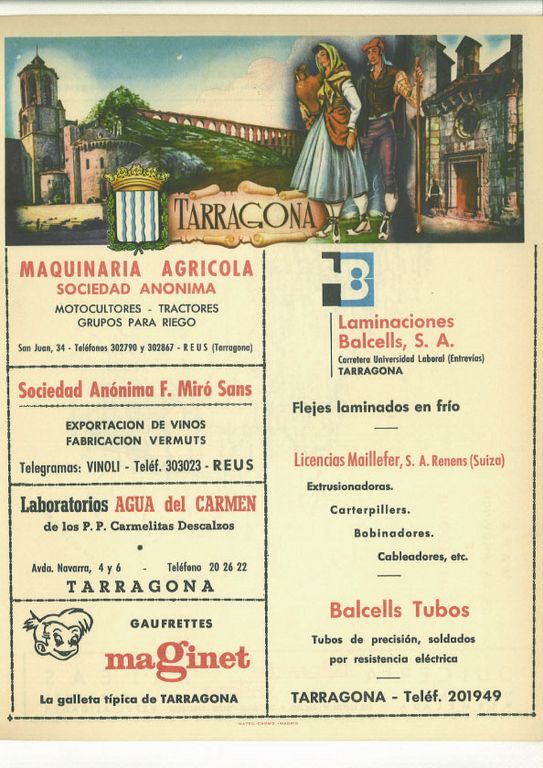 TARRAGONA
MAQUINARIA AGRICOLA
SOCIEDAD ANONIMA
MOTOCULTORES - TRACTORES
GRUPOS PARA RIEGO
San Juan, 34 - Teléfonos 302790 y 302867 - REUS (Tarragona)
Sociedad Anónima F. Miró Sans
EXPORTACION DE VINOS
FABRICACION VERMUTS
Telegramas: VINOLI - Teléf. 303023 - REUS
Laboratorios AGUA del CARMEN
de los P. P. Carmelitas Descalzos
Avda. Navarra, 4 y 6 - Teléfono 20 26 22
TARRAGONA
GAUFRETTES
maginet
La galleta típica de TARRAGONA
B
Laminaciones
Balcells, S. A.
Carretera Universidad Laboral (Entrevías)
TARRAGONA
Flejes laminados en frío
Licencias Maillefer, S. A. Renens (Suiza)
Extrusionadoras.
Carterpillers.
Bobinadores.
Cableadores, etc.
Balcells Tubos
Tubos de precisión, soldados
por resistencia eléctrica
TARRAGONA - Teléf. 201949
MATEU-CROMO.-MADRID